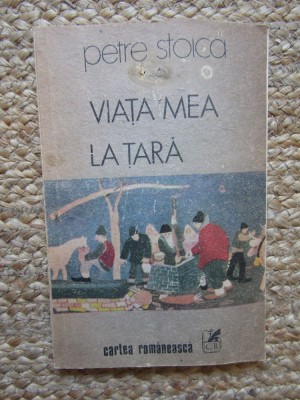 petre stoica
VIAȚA MEA
LA ȚARĂ
cartea românească